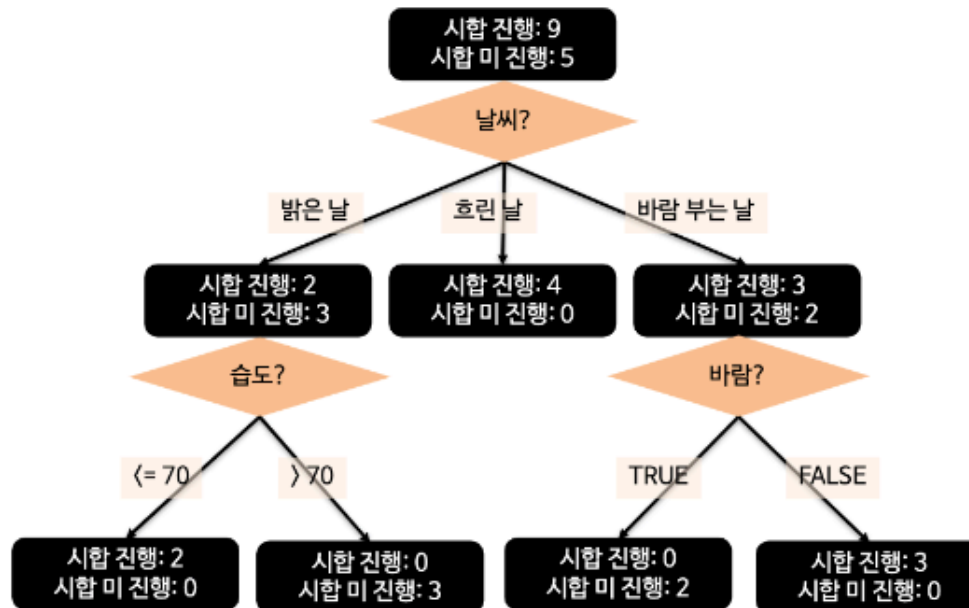 시합 진행: 9
시합 미 진행: 5
날씨?
밝은 날
흐린 날
바람 부는 날
시합 진행: 2
시합 미 진행: 3
시합 진행: 4
시합 미 진행: 0
시합 진행: 3
시합 미 진행: 2
습도?
바람?
<= 70
> 70
TRUE
FALSE
시합 진행: 2
시합 미 진행: 0
시합 진행: 0
시합 미 진행: 3
시합 진행: 0
시합 미 진행: 2
시합 진행: 3
시합 미 진행: 0